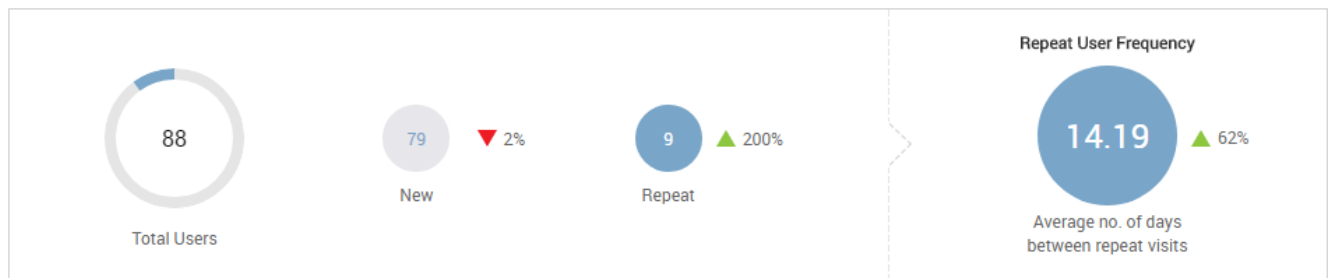 88
Total Users
79
2%
New
9
200%
Repeat
Repeat User Frequency
14.19
62%
Average no. of days
between repeat visits